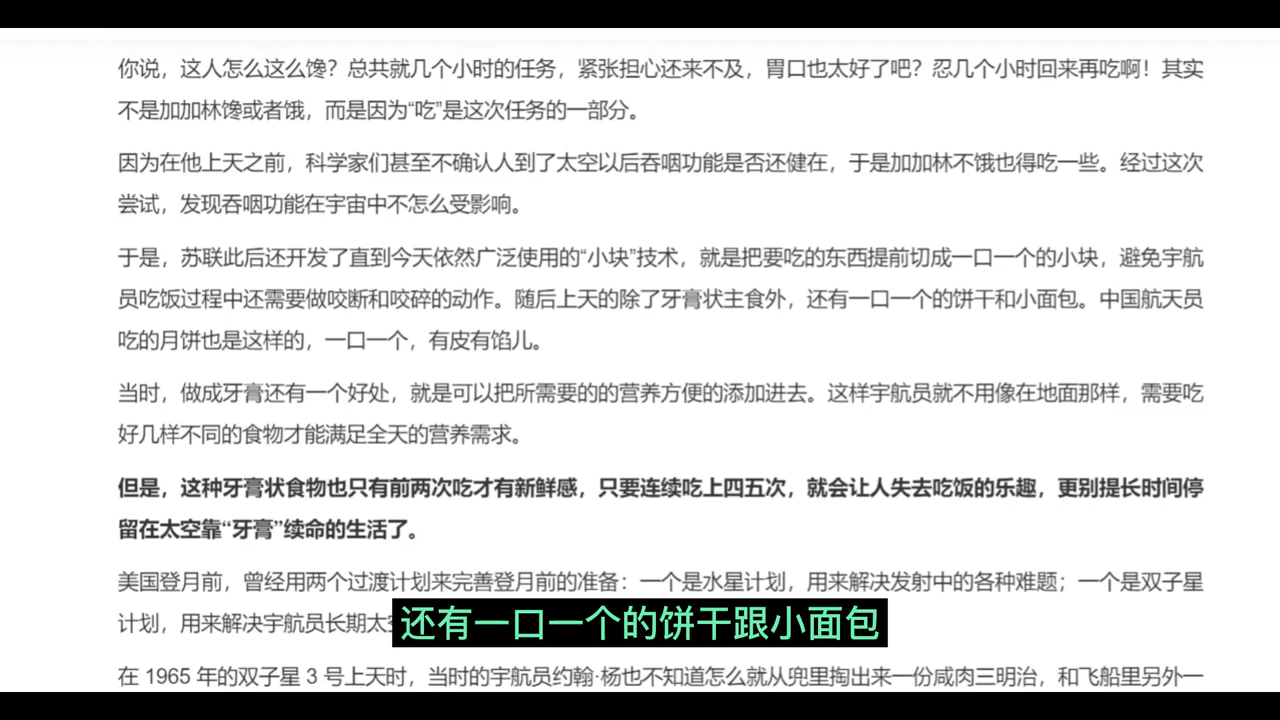 你说，这人怎么这么馋？总共就几个小时的任务，紧张担心还来不及，胃口也太好了吧？忍几个小时回来再吃啊！其实
不是加加林馋或者饿，而是因为“吃”是这次任务的一部分。
因为在他上天之前，科学家们甚至不确认人到了太空以后吞咽功能是否还健在，于是加加林不饿也得吃一些。经过这次
尝试，发现吞咽功能在宇宙中不怎么受影响。
于是，苏联此后还开发了直到今天依然广泛使用的“小块”技术，就是把要吃的东西提前切成一口一个的小块，避免宇航
员吃饭过程中还需要做咬断和咬碎的动作。随后上天的除了牙膏状主食外，还有一口一个的饼干和小面包。中国航天员
吃的月饼也是这样的，一口一个，有皮有馅儿。
当时，做成牙膏还有一个好处，就是可以把所需要的的营养方便的添加进去。这样宇航员就不用像在地面那样，需要吃
好几样不同的食物才能满足全天的营养需求。
但是，这种牙膏状食物也只有前两次吃才有新鲜感，只要连续吃上四五次，就会让人失去吃饭的乐趣，更别提长时间停
留在太空靠“牙膏”续命的生活了。
美国登月前，曾经用两个过渡计划来完善登月前的准备：一个是水星计划，用来解决发射中的各种难题；一个是双子星
计划，用来解决宇航员长期太
还有一口一个的饼干跟小面包
在 1965 年的双子星 3 号上天时，当时的宇航员约翰·杨也不知道怎么就从兜里掏出来一份咸肉三明治，和飞船里另外一